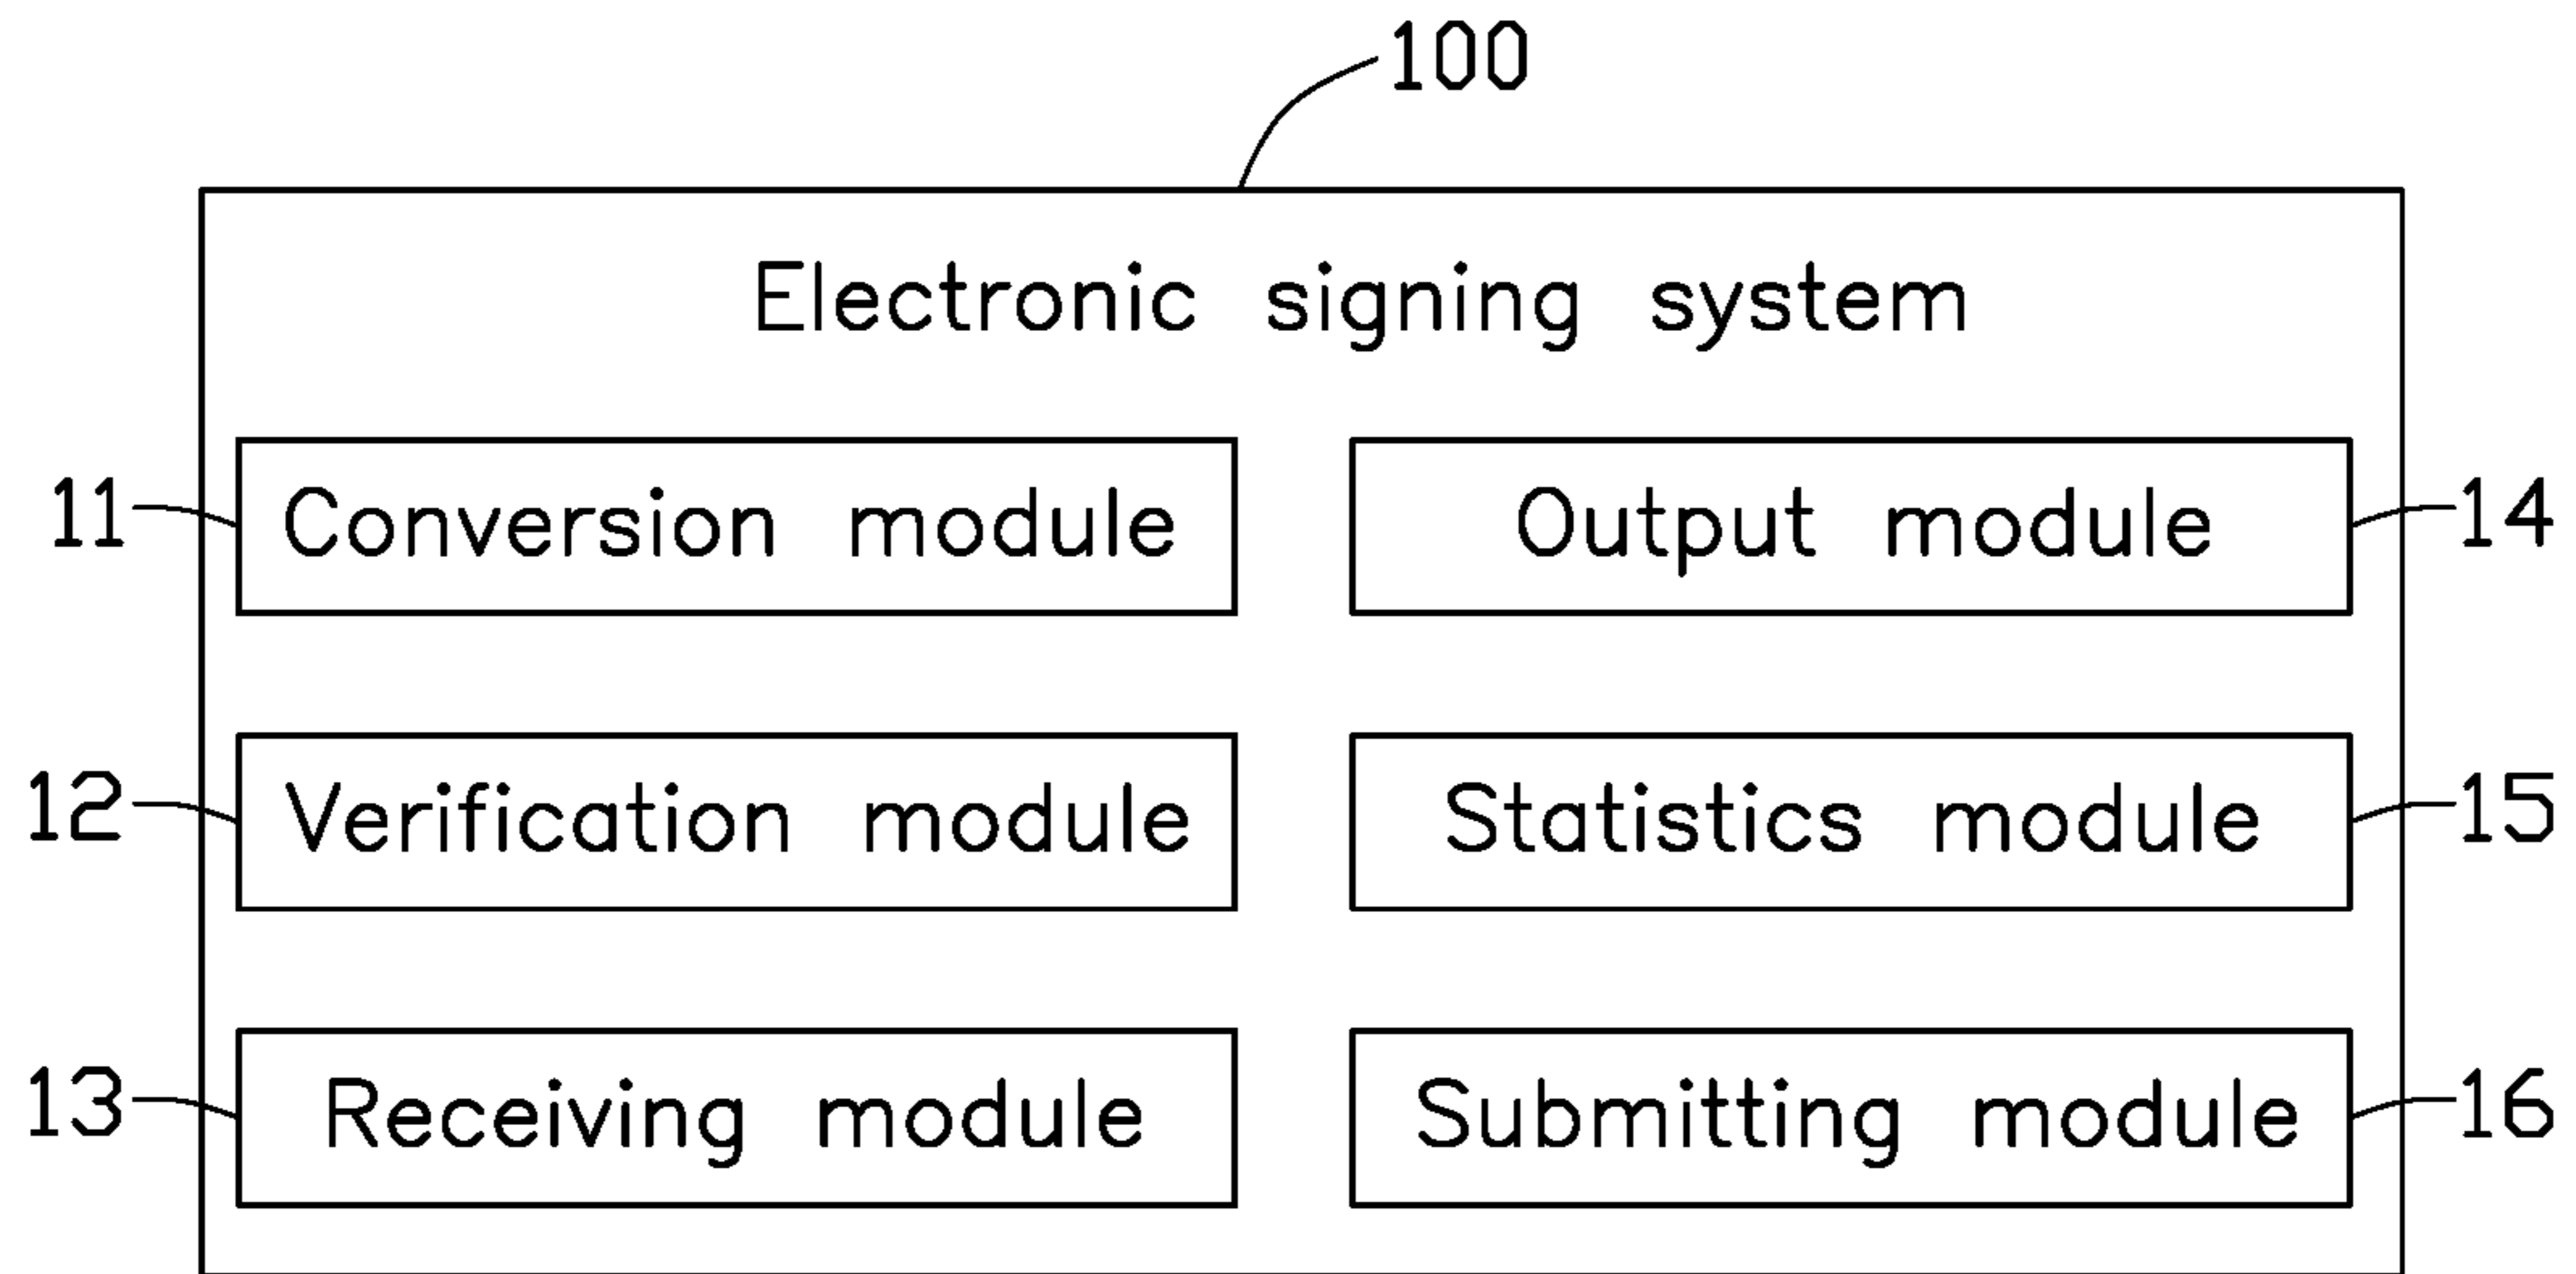 100
Electronic signing system
11 Conversion module Output module 14
12 Verification module Statistics module 15
13 Receiving module Submitting module 16